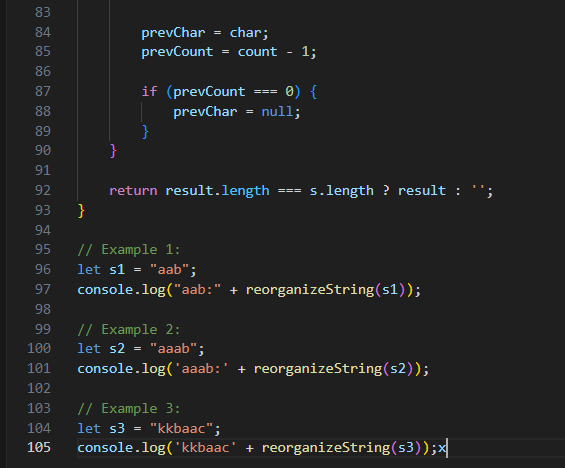 83
84 prevChar = char;
85 prevCount = count - 1;
86
87 if (prevCount === 0) {
88 prevChar = null;
89 }
90 }
91
92 return result.length === s.length ? result : '';
93 }
94
95 // Example 1:
96 let s1 = "aab";
97 console.log("aab:" + reorganizeString(s1));
98
99 // Example 2:
100 let s2 = "aaab";
101 console.log('aaab:' + reorganizeString(s2));
102
103 // Example 3:
104 let s3 = "kkbaac";
105 console.log('kkbaac' + reorganizeString(s3));x